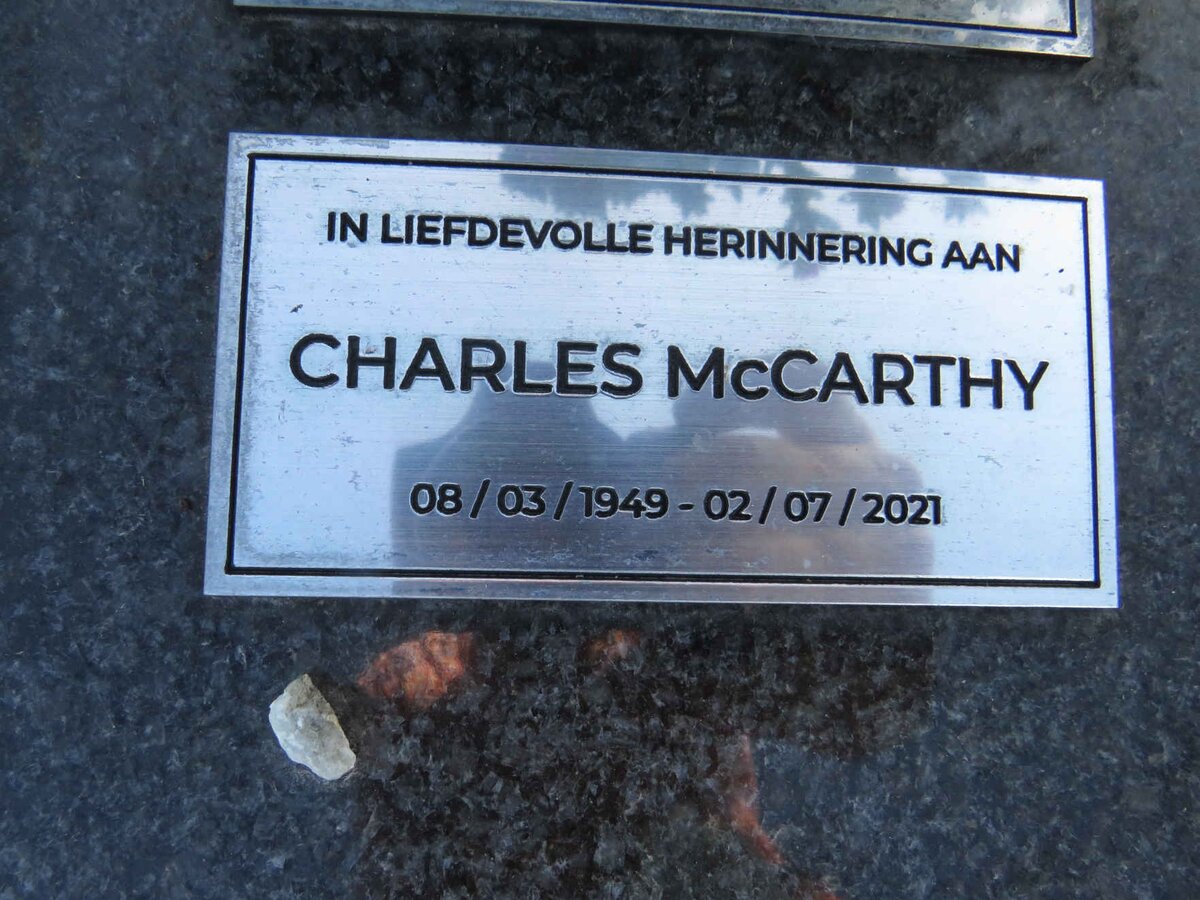 IN LIEFDEVOLLE HERINNERING AAN
CHARLES McCARTHY
08 / 03 / 1949 - 02 / 07 / 2021